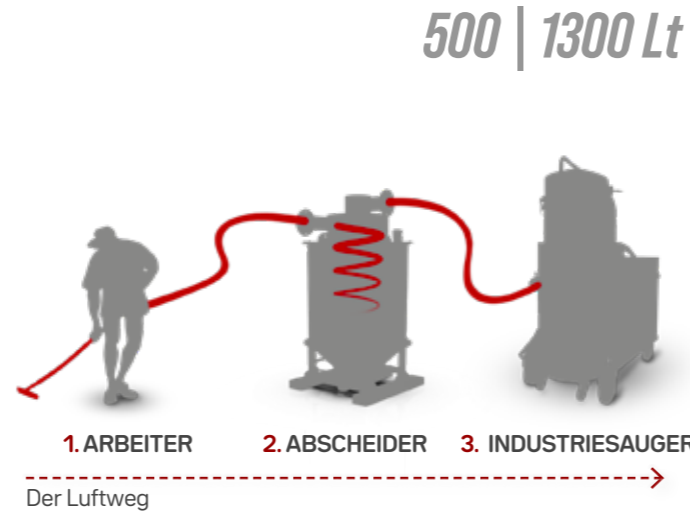 500 | 1300 Lt
1. ARBEITER 2. ABSCHEIDER 3. INDUSTRIESAUGER
Der Luftweg